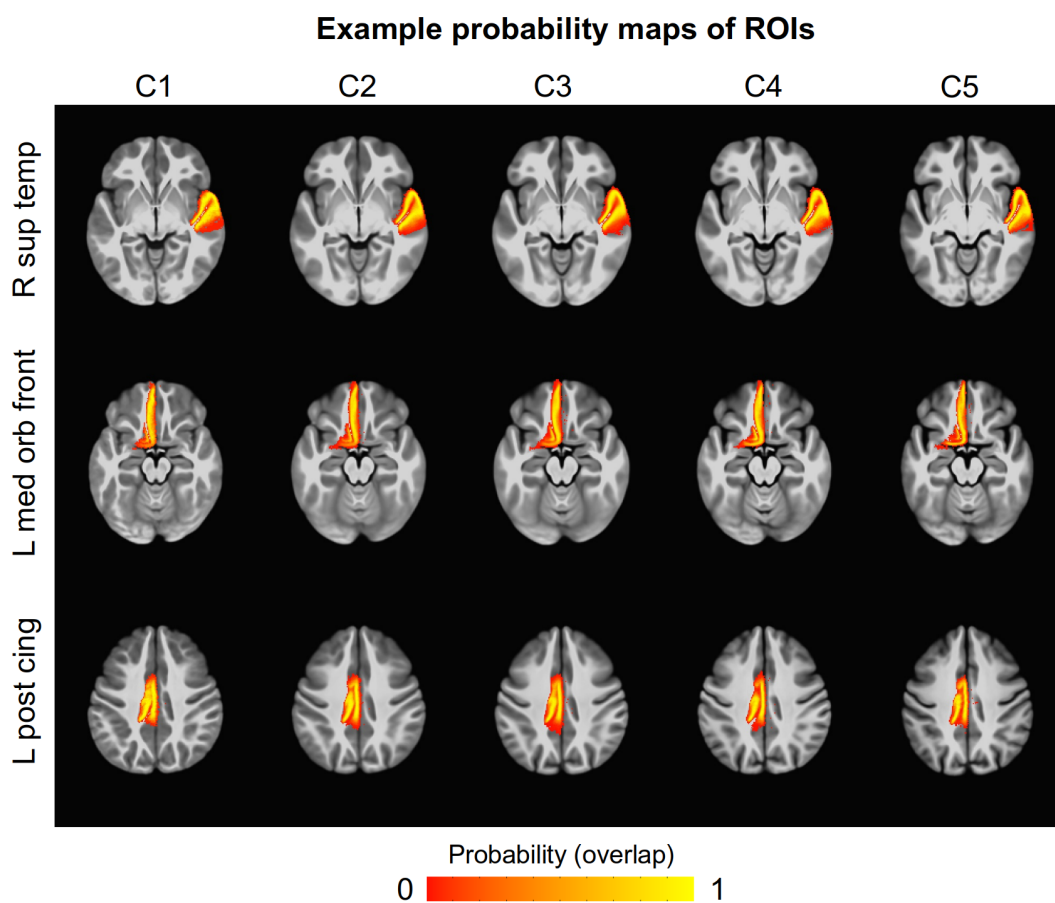 Example probability maps of ROIs
C1 C2 C3 C4 C5
R sup temp
L med orb front
L post cing
Probability (overlap)
0 1